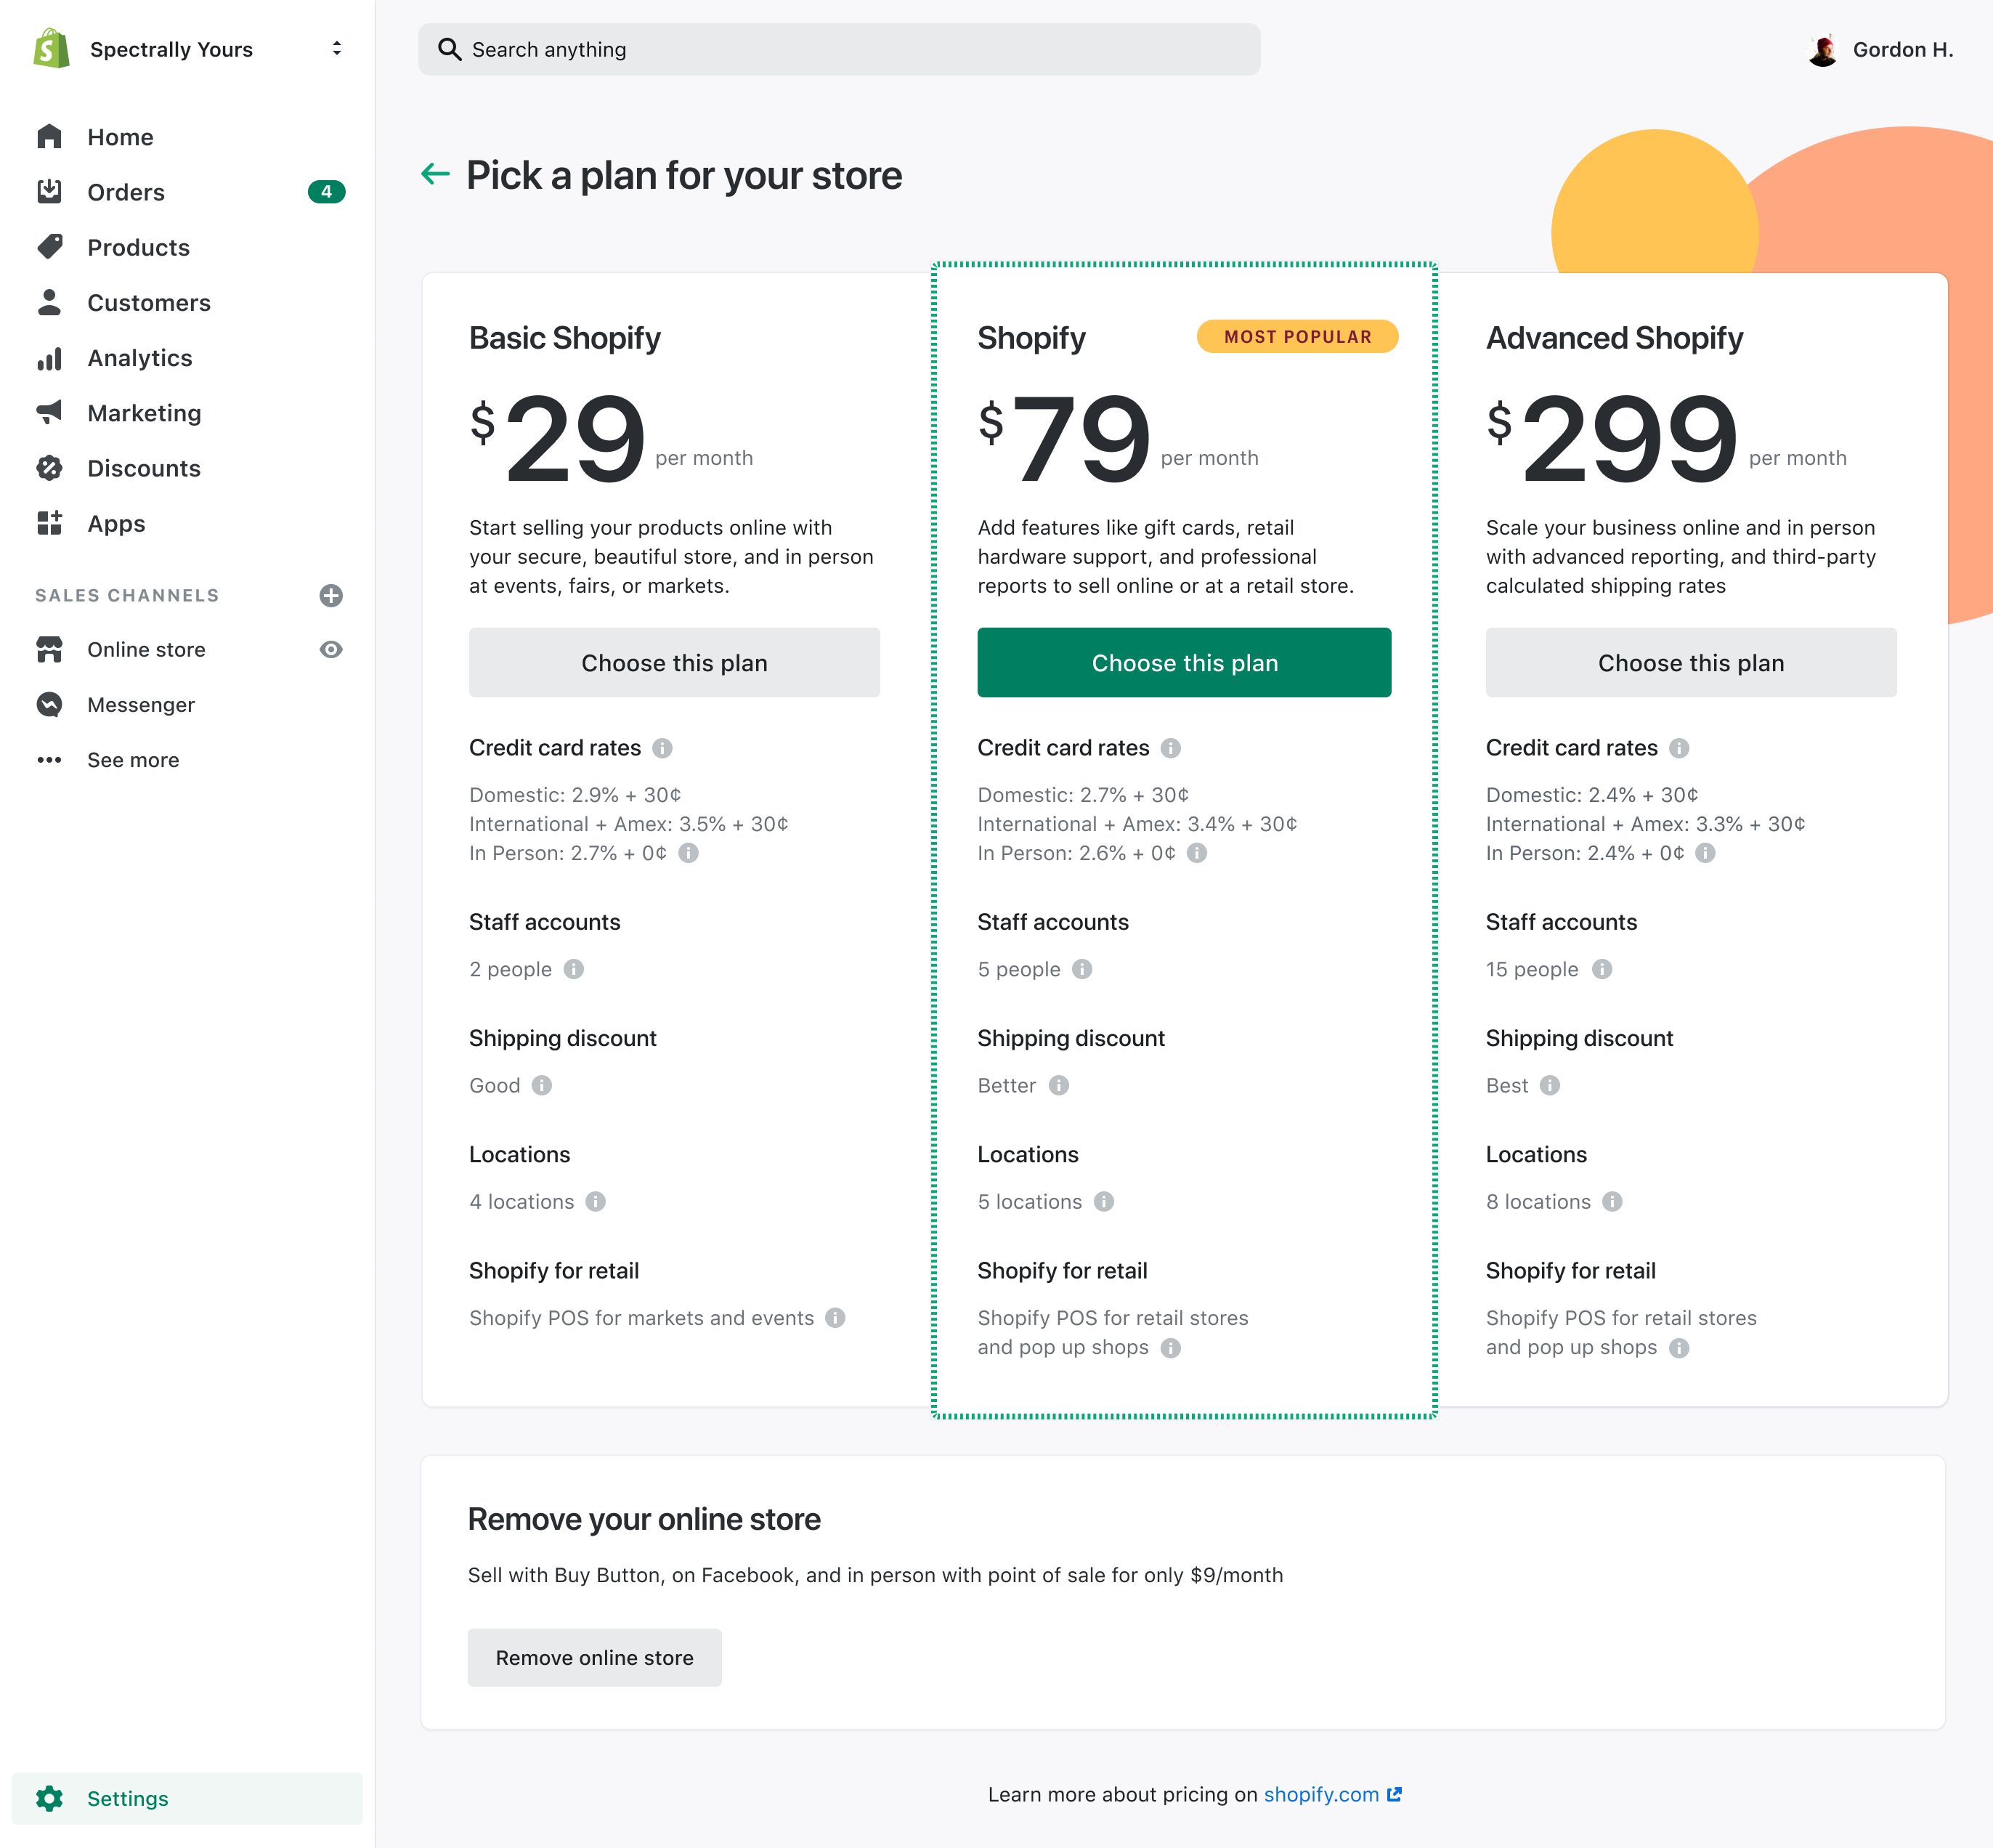 Spectrally Yours
Search anything
Gordon H.
Home
Orders
4
Products
Customers
Analytics
Marketing
Discounts
Apps
SALES CHANNELS
Online store
Messenger
See more
Settings
Pick a plan for your store
Basic Shopify
$29 per month
Start selling your products online with
your secure, beautiful store, and in person
at events, fairs, or markets.
Choose this plan
Credit card rates
Domestic: 2.9% + 30¢
International + Amex: 3.5% + 30¢
In Person: 2.7% + 0¢
Staff accounts
2 people
Shipping discount
Good
Locations
4 locations
Shopify for retail
Shopify POS for markets and events
Shopify
MOST POPULAR
$79 per month
Add features like gift cards, retail
hardware support, and professional
reports to sell online or at a retail store.
Choose this plan
Credit card rates
Domestic: 2.7% + 30¢
International + Amex: 3.4% + 30¢
In Person: 2.6% + 0¢
Staff accounts
5 people
Shipping discount
Better
Locations
5 locations
Shopify for retail
Shopify POS for retail stores
and pop up shops
Advanced Shopify
$299 per month
Scale your business online and in person
with advanced reporting, and third-party
calculated shipping rates
Choose this plan
Credit card rates
Domestic: 2.4% + 30¢
International + Amex: 3.3% + 30¢
In Person: 2.4% + 0¢
Staff accounts
15 people
Shipping discount
Best
Locations
8 locations
Shopify for retail
Shopify POS for retail stores
and pop up shops
Remove your online store
Sell with Buy Button, on Facebook, and in person with point of sale for only $9/month
Remove online store
Learn more about pricing on shopify.com